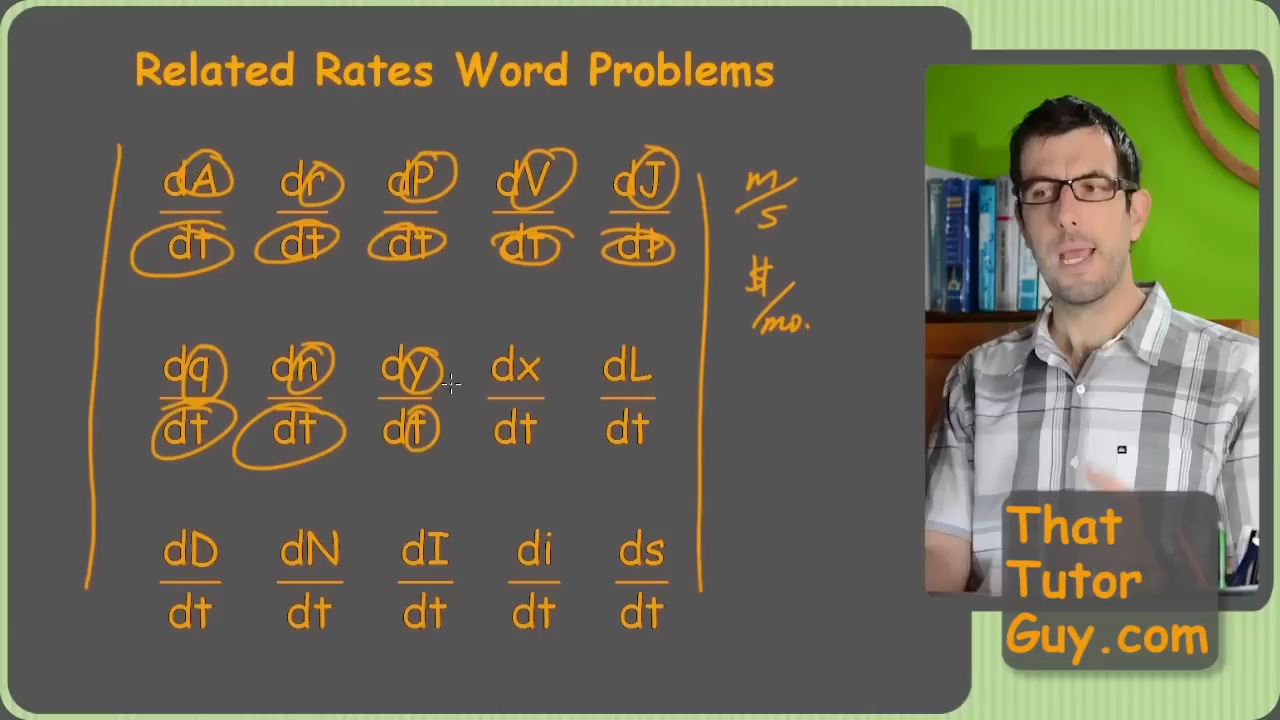 Related Rates Word Problems
dA/dt dr/dt dP/dt dV/dt dJ/dt
m/s
$/mo.
dq/dt dn/dt dy/dt dx/dt dL/dt
dD/dt dN/dt dI/dt di/dt ds/dt
That
Tutor
Guy.com